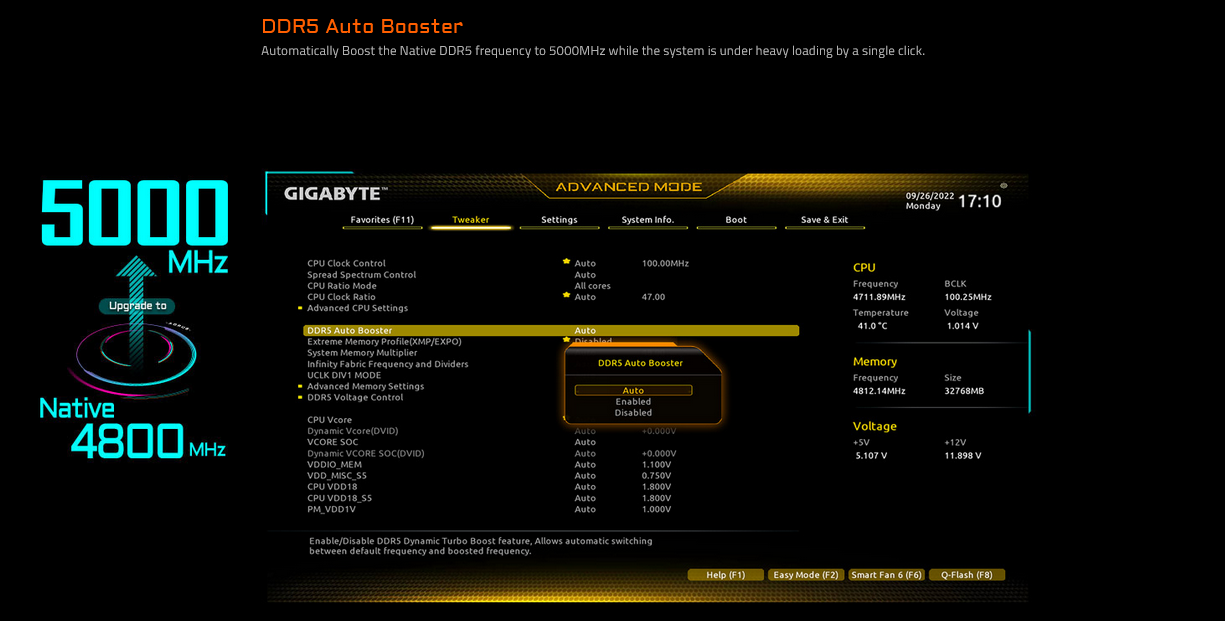 DDR5 Auto Booster
Automatically Boost the Native DDR5 frequency to 5000MHz while the system is under heavy loading by a single click.
5000
MHz
Upgrade to
AORUS
Native
4800 MHz
GIGABYTE™
ADVANCED MODE
09/26/2022
Monday
17:10
Favorites (F11) Tweaker Settings System Info. Boot Save & Exit
CPU Clock Control Auto 100.00MHz
Spread Spectrum Control Auto
CPU Ratio Mode All cores
CPU Clock Ratio Auto 47.00
Advanced CPU Settings
DDR5 Auto Booster Auto
Extreme Memory Profile(XMP/EXPO) Disabled
System Memory Multiplier
Infinity Fabric Frequency and Dividers
UCLK DIV1 MODE
Advanced Memory Settings
DDR5 Voltage Control
DDR5 Auto Booster
Auto
Enabled
Disabled
CPU Vcore
Dynamic Vcore(DVID) Auto +0.000V
VCORE SOC Auto
Dynamic VCORE SOC(DVID) Auto +0.000V
VDDIO_MEM Auto 1.100V
VDD_MISC_S5 Auto 0.750V
CPU VDD18 Auto 1.800V
CPU VDD18_S5 Auto 1.800V
PM_VDD1V Auto 1.000V
CPU
Frequency BCLK
4711.89MHz 100.25MHz
Temperature Voltage
41.0 °C 1.014 V
Memory
Frequency Size
4812.14MHz 32768MB
Voltage
+5V +12V
5.107 V 11.898 V
Enable/Disable DDR5 Dynamic Turbo Boost feature, Allows automatic switching
between default frequency and boosted frequency.
Help (F1) Easy Mode (F2) Smart Fan 6 (F6) Q-Flash (F8)